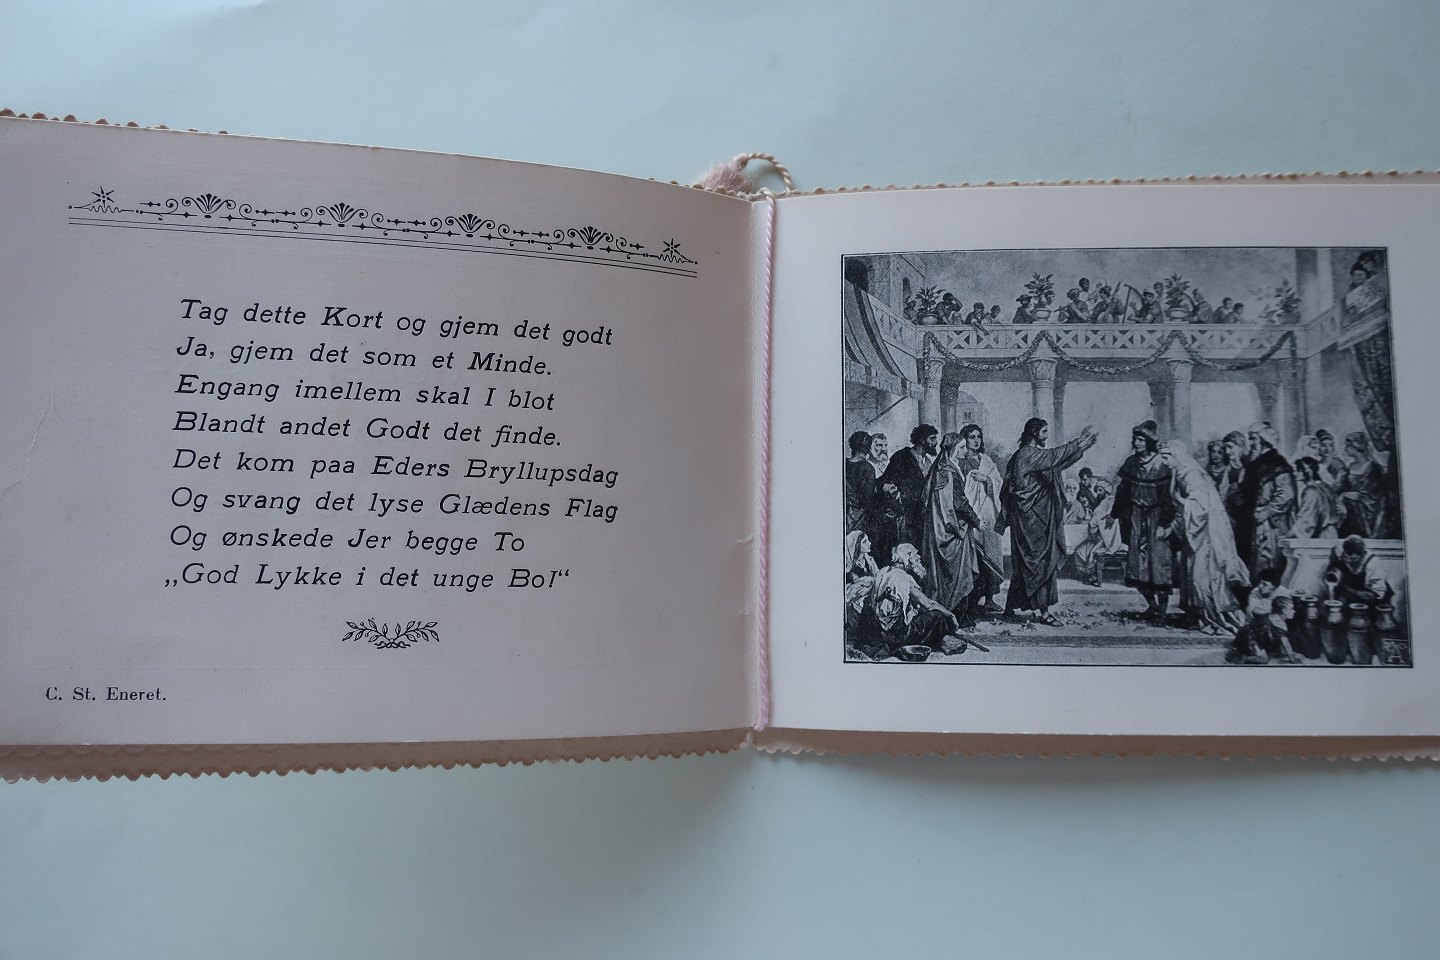 Tag dette Kort og gjem det godt
Ja, gjem det som et Minde.
Engang imellem skal I blot
Blandt andet Godt det finde.
Det kom paa Eders Bryllupsdag
Og svang det lyse Glædens Flag
Og ønskede Jer begge To
„God Lykke i det unge Bo!“
C. St. Eneret.